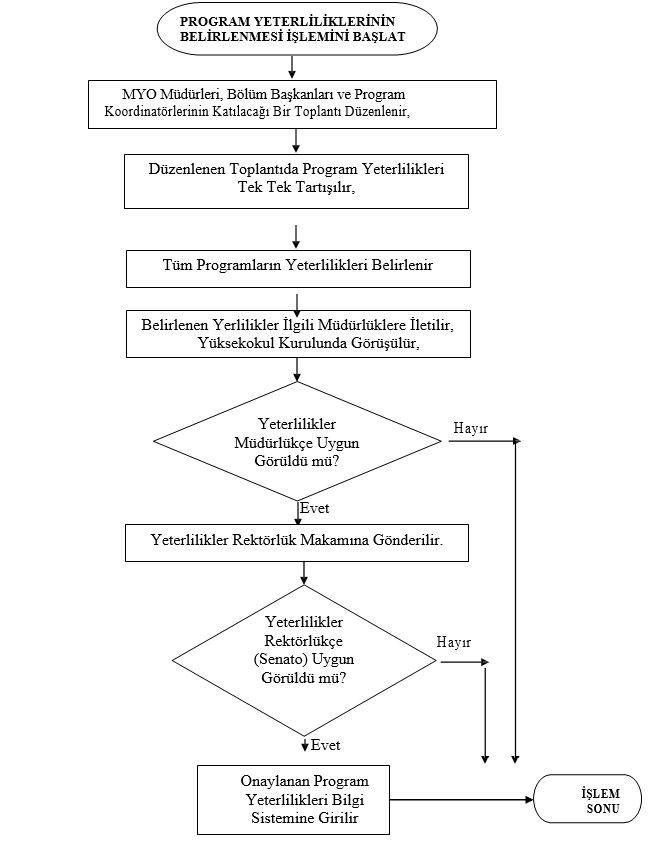 PROGRAM YETERLİLİKLERİNİN
BELİRLENMESİ İŞLEMİNİ BAŞLAT
MYO Müdürleri, Bölüm Başkanları ve Program
Koordinatörlerinin Katılacağı Bir Toplantı Düzenlenir,
Düzenlenen Toplantıda Program Yeterlilikleri
Tek Tek Tartışılır,
Tüm Programların Yeterlilikleri Belirlenir
Belirlenen Yerlilikler İlgili Müdürlüklere İletilir,
Yüksekokul Kurulunda Görüşülür,
Yeterlilikler
Müdürlükçe Uygun
Görüldü mü?
Hayır
Evet
Yeterlilikler Rektörlük Makamına Gönderilir.
Yeterlilikler
Rektörlükçe
(Senato) Uygun
Görüldü mü?
Hayır
Evet
Onaylanan Program
Yeterlilikleri Bilgi
Sistemine Girilir
İŞLEM
SONU